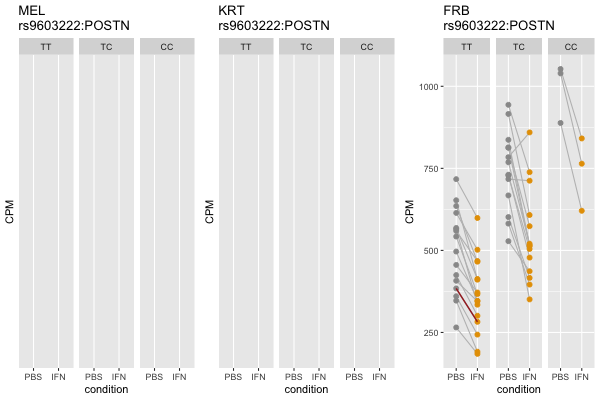 MEL
rs9603222:POSTN
TT TC CC
CPM
PBS IFN PBS IFN PBS IFN
condition
KRT
rs9603222:POSTN
TT TC CC
CPM
PBS IFN PBS IFN PBS IFN
condition
FRB
rs9603222:POSTN
TT TC CC
1000
750
500
250
CPM
PBS IFN PBS IFN PBS IFN
condition